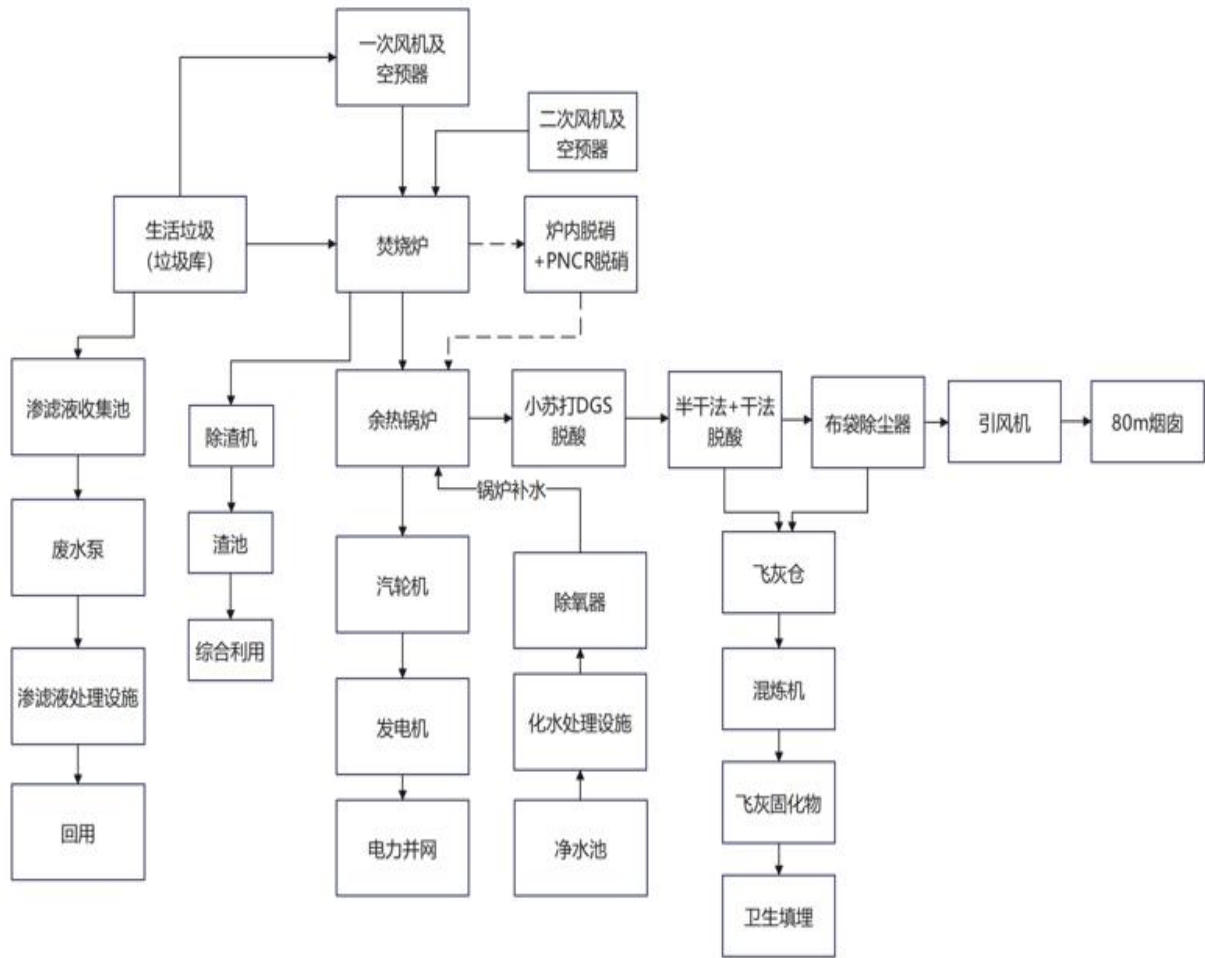 一次风机及
空预器
二次风机及
空预器
生活垃圾
(垃圾库)
焚烧炉
炉内脱硝
+PNCR脱硝
渗滤液收集池
除渣机
余热锅炉
小苏打DGS
脱酸
半干法+干法
脱酸
布袋除尘器
引风机
80m烟囱
锅炉补水
废水泵
渣池
汽轮机
除氧器
飞灰仓
渗滤液处理设施
综合利用
发电机
化水处理设施
混炼机
回用
电力并网
净水池
飞灰固化物
卫生填埋